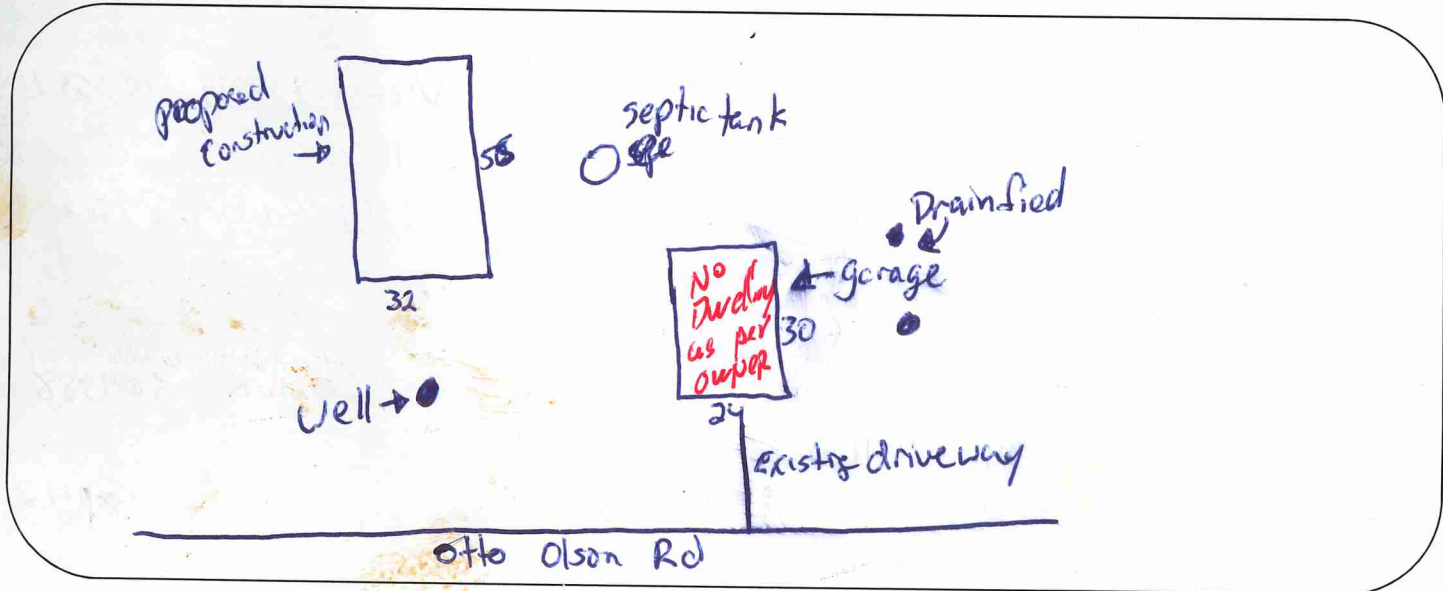 proposed
Construction
septic tank
Drainfied
garage
32
No
Dwelling
as per
owner
30
24
Well
Existing driveway
Otto Olson Rd